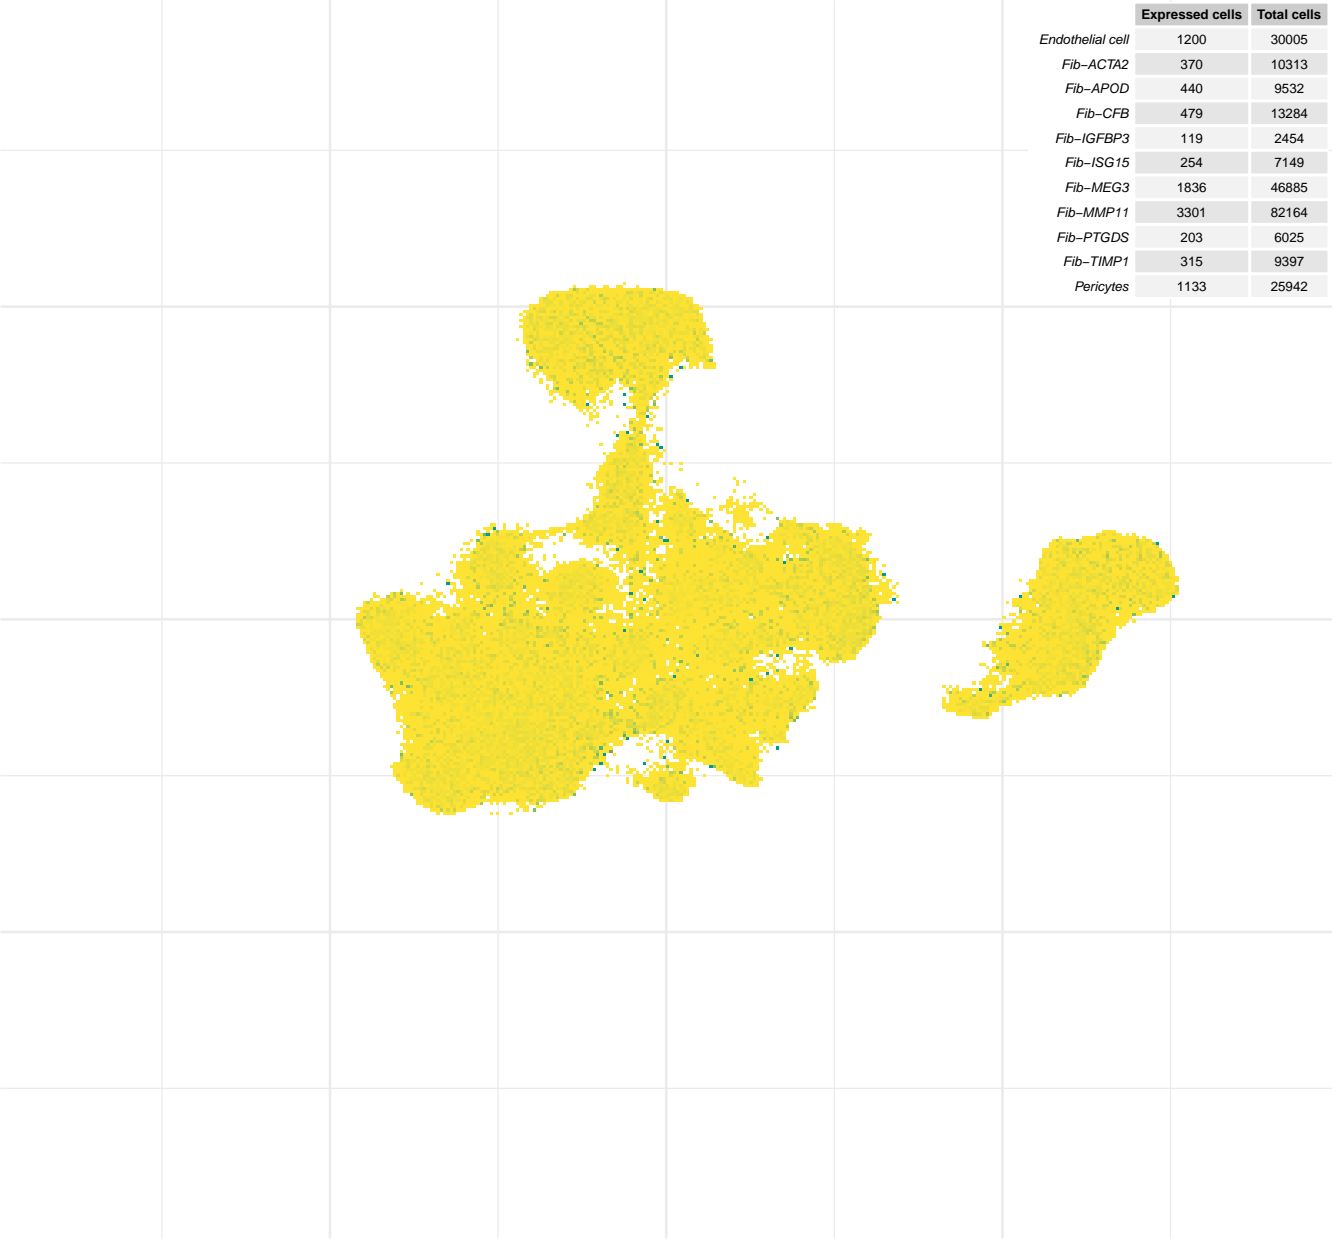 Expressed cells Total cells
Endothelial cell 1200 30005
Fib−ACTA2 370 10313
Fib−APOD 440 9532
Fib−CFB 479 13284
Fib−IGFBP3 119 2454
Fib−ISG15 254 7149
Fib−MEG3 1836 46885
Fib−MMP11 3301 82164
Fib−PTGDS 203 6025
Fib−TIMP1 315 9397
Pericytes 1133 25942